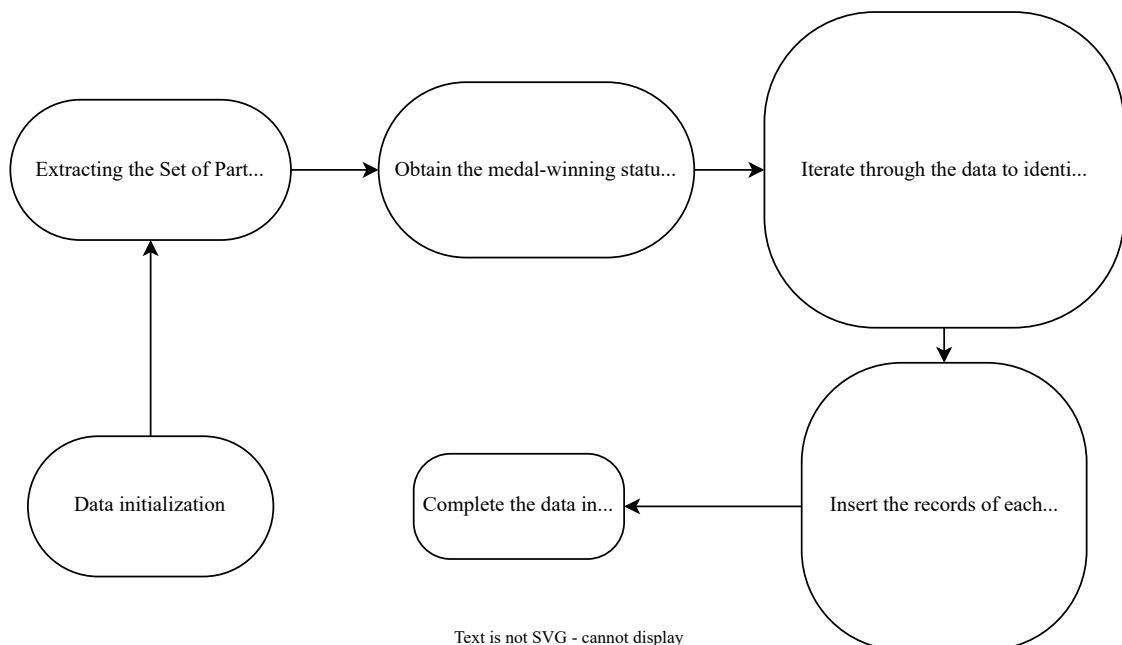 Extracting the Set of Part...
Obtain the medal-winning statu...
Iterate through the data to identi...
Data initialization
Complete the data in...
Insert the records of each...
Text is not SVG - cannot display